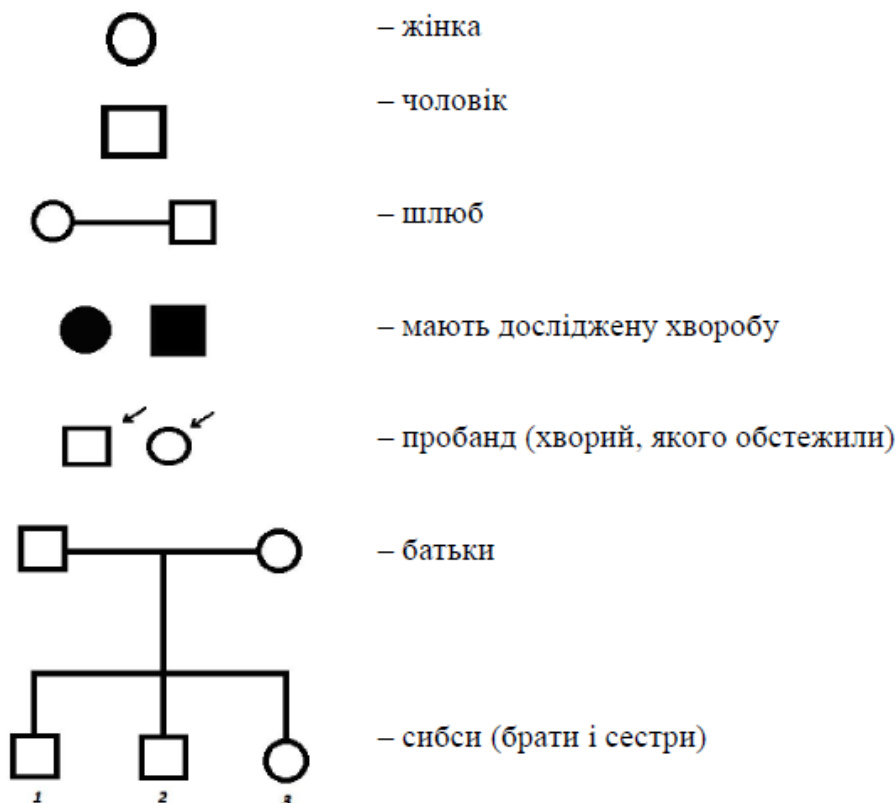 – жінка
– чоловік
– шлюб
– мають досліджену хворобу
– пробанд (хворий, якого обстежили)
– батьки
– сибси (брати і сестри)
1 2 3